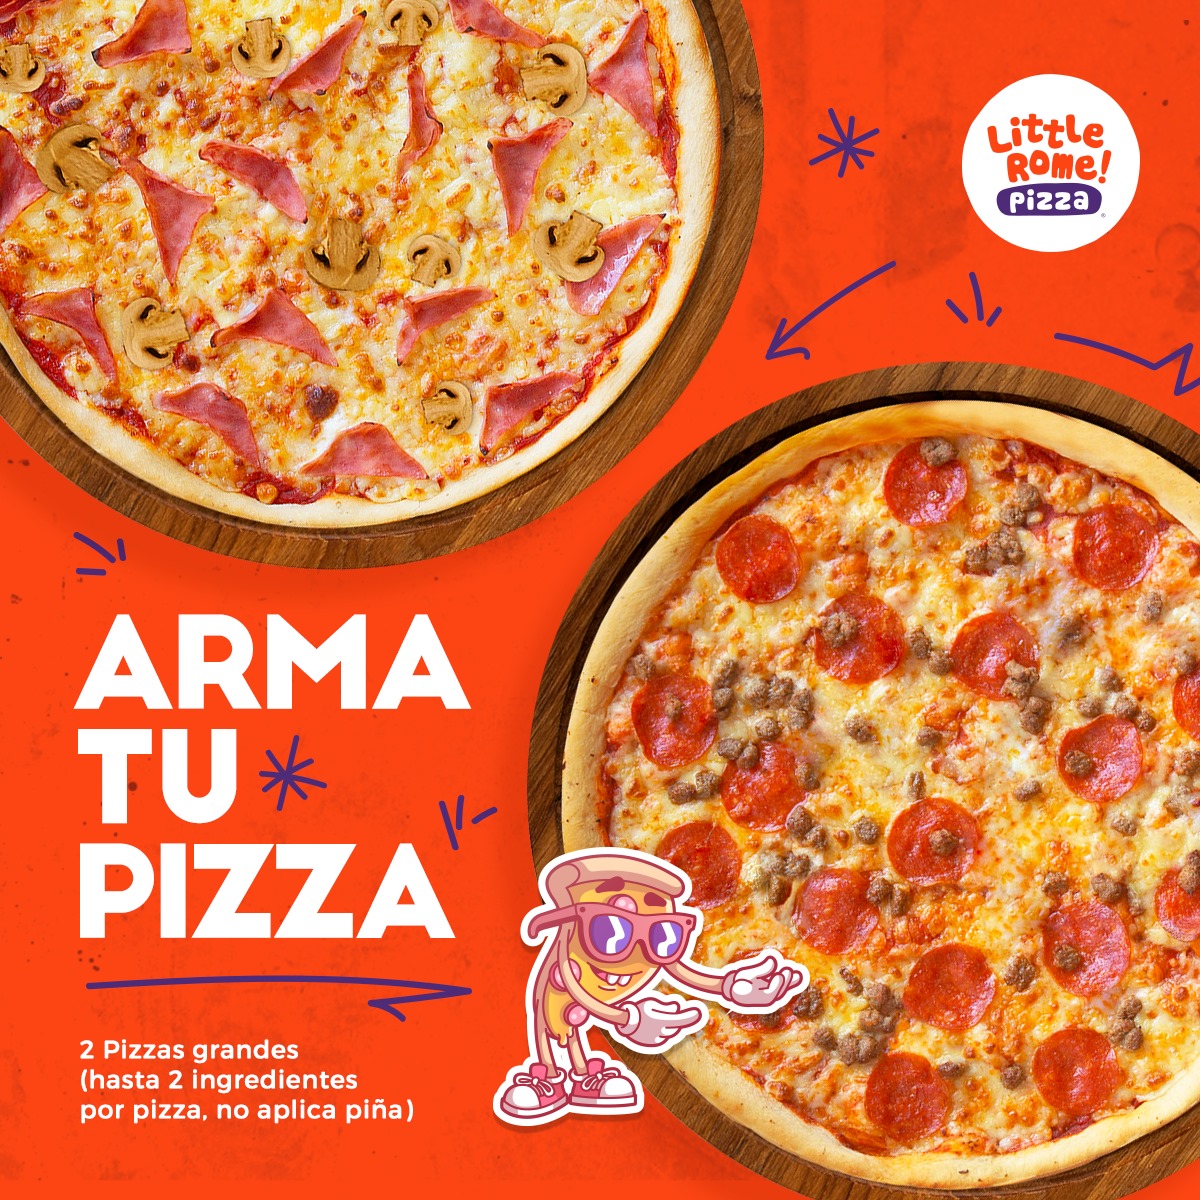 Little
Rome!
pizza
ARMA
TU
PIZZA
2 Pizzas grandes
(hasta 2 ingredientes
por pizza, no aplica piña)